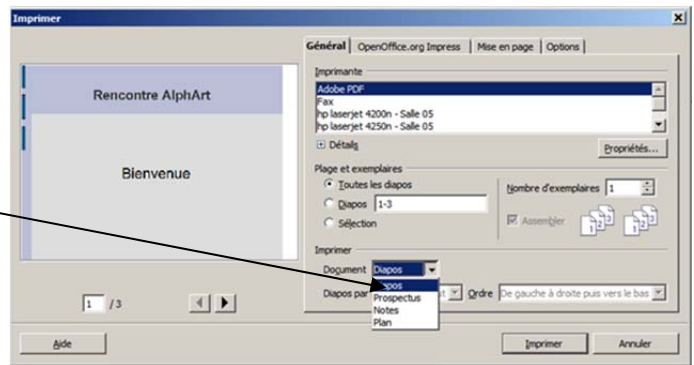 Imprimer
Général OpenOffice.org Impress Mise en page Options
Imprimante
Adobe PDF
Fax
hp laserjet 4200n - Salle 05
hp laserjet 4250n - Salle 05
Détails
Propriétés...
Rencontre AlphArt
Bienvenue
Plage et exemplaires
Toutes les diapos
Diapos 1-3
Sélection
Nombre d'exemplaires 1
Assembler
Imprimer
Document Diapos
Diapos par
Prospectus
Notes
Plan
Ordre De gauche à droite puis vers le bas
1 /3
Aide
Imprimer Annuler